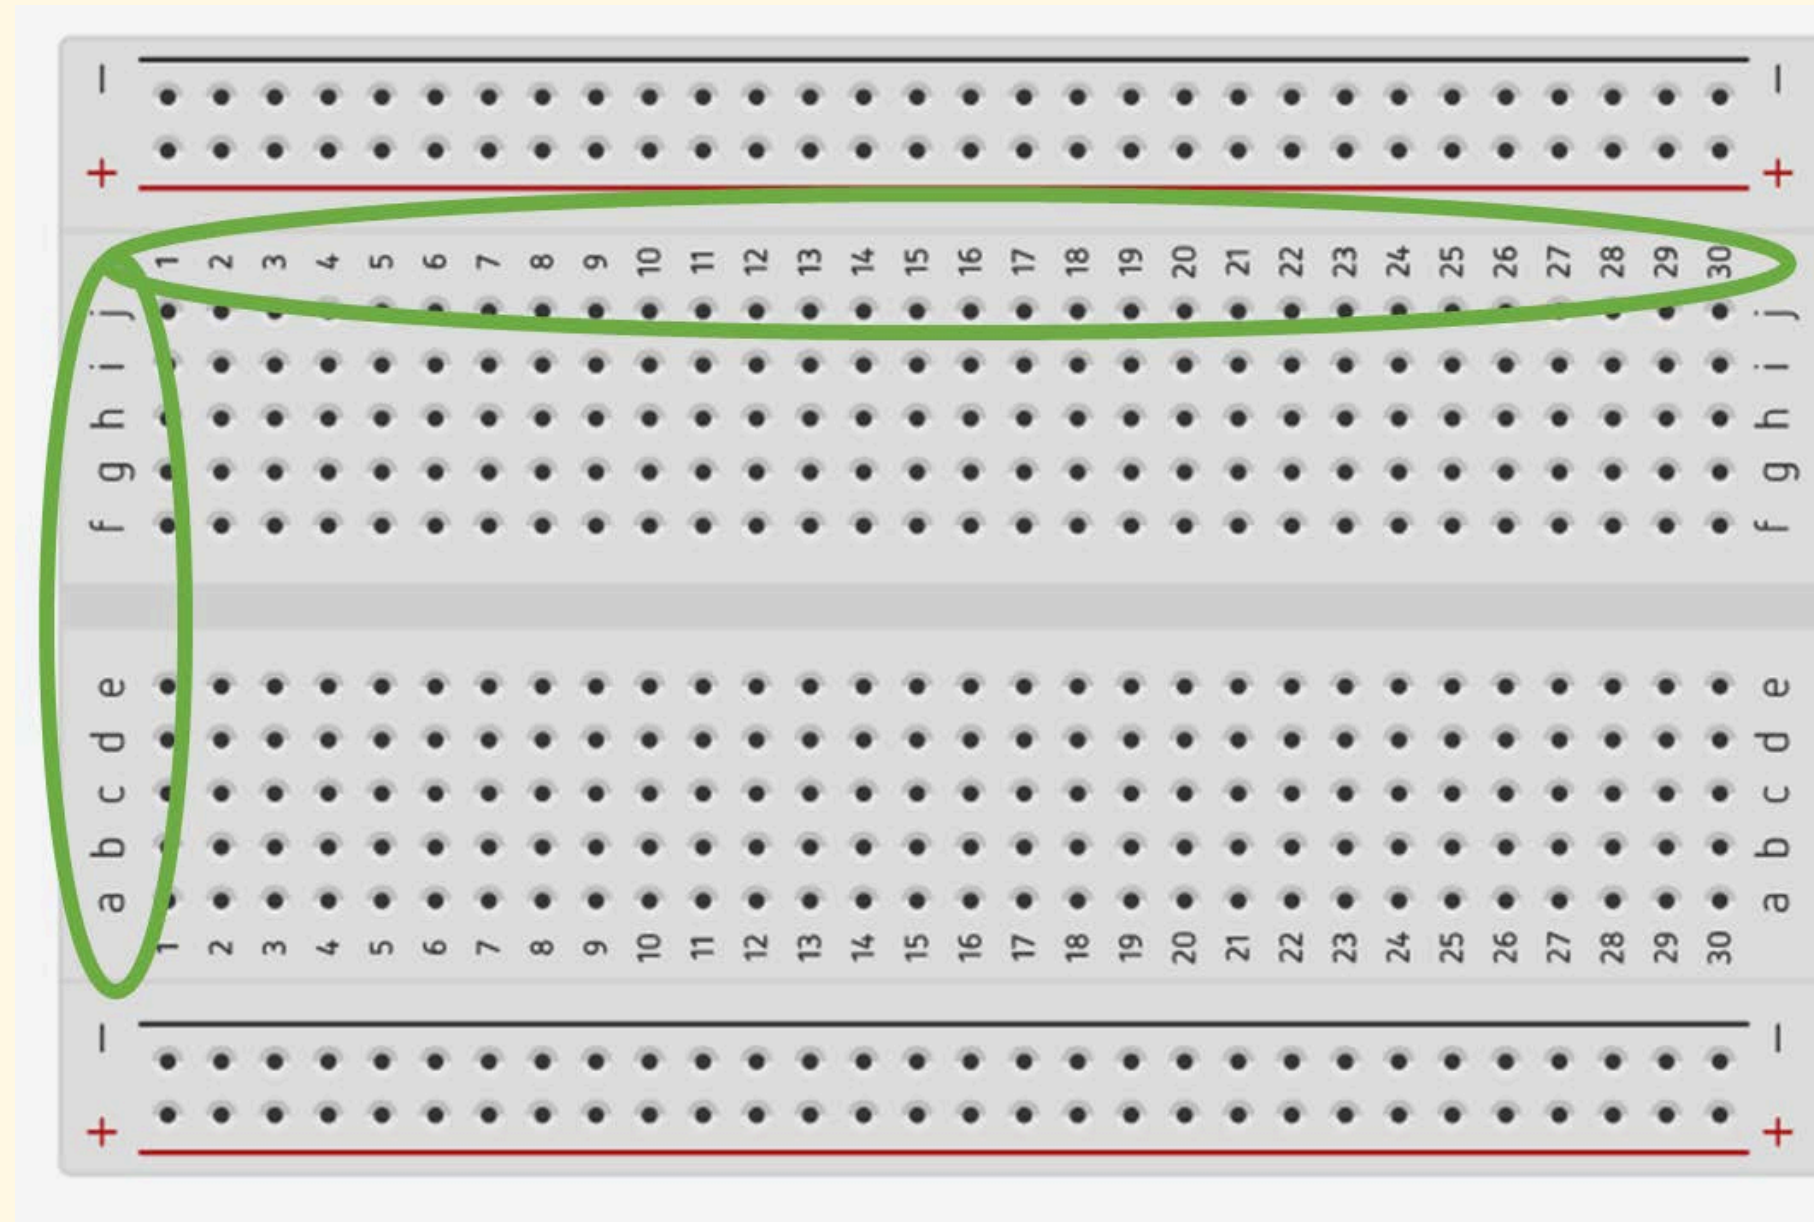 − −
+ +
1 2 3 4 5 6 7 8 9 10 11 12 13 14 15 16 17 18 19 20 21 22 23 24 25 26 27 28 29 30
j j
i i
h h
g g
f f
e e
d d
c c
b b
a a
1 2 3 4 5 6 7 8 9 10 11 12 13 14 15 16 17 18 19 20 21 22 23 24 25 26 27 28 29 30
− −
+ +